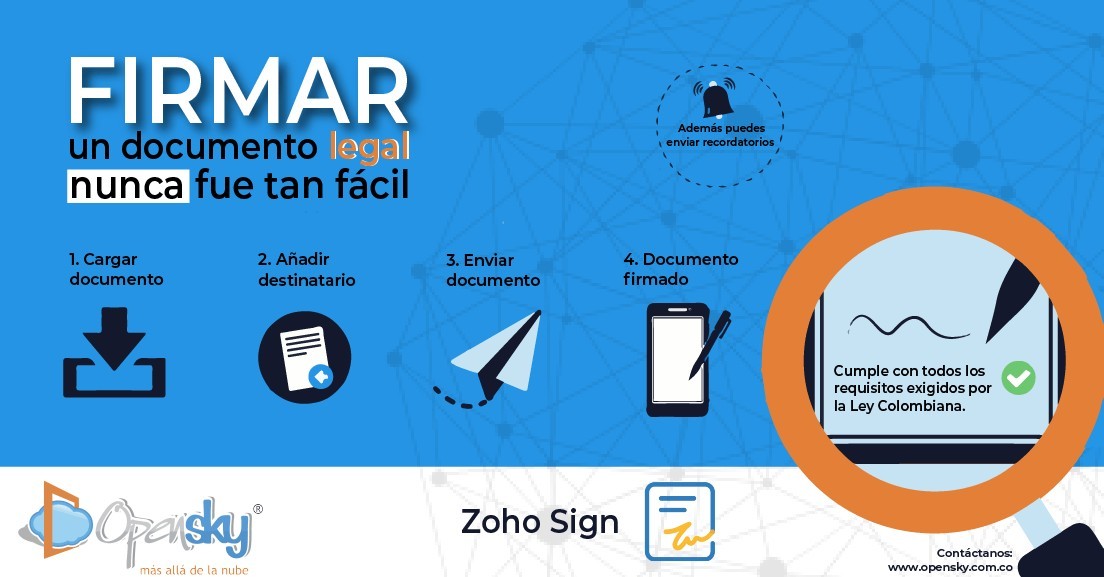 FIRMAR
un documento legal
nunca fue tan fácil
Además puedes
enviar recordatorios
1. Cargar
documento
2. Añadir
destinatario
3. Enviar
documento
4. Documento
firmado
Cumple con todos los
requisitos exigidos por
la Ley Colombiana.
Opensky®
más allá de la nube
Zoho Sign
Contáctanos:
www.opensky.com.co